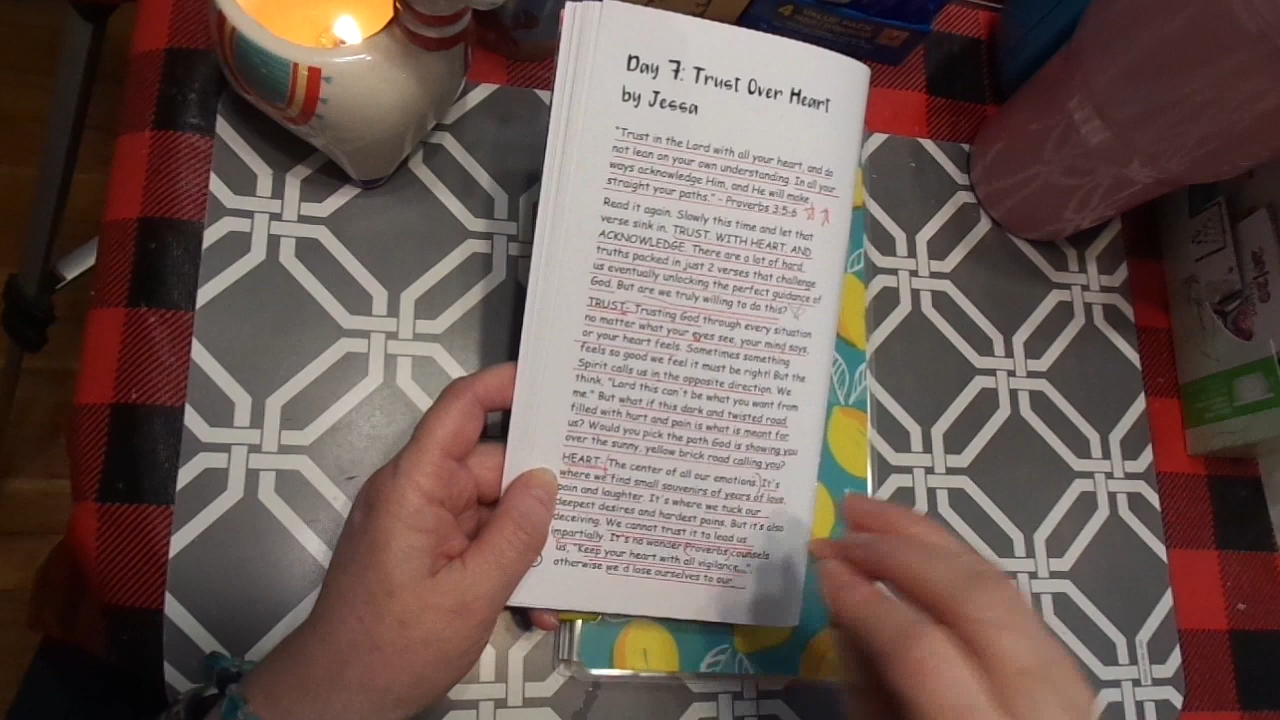 Day 7: Trust Over Heart
by Jessa
"Trust in the Lord with all your heart, and do
not lean on your own understanding. In all your
ways acknowledge Him, and He will make
straight your paths." - Proverbs 3:5-6
Read it again. Slowly this time and let that
verse sink in. TRUST. WITH HEART. AND
ACKNOWLEDGE. There are a lot of hard
truths packed in just 2 verses that challenge
us eventually unlocking the perfect guidance of
God. But are we truly willing to do this?
TRUST- Trusting God through every situation
no matter what your eyes see, your mind says,
or your heart feels. Sometimes something
feels so good we feel it must be right! But the
Spirit calls us in the opposite direction. We
think, "Lord this can't be what you want from
me." But what if this dark and twisted road
filled with hurt and pain is what is meant for
us? Would you pick the path God is showing you
over the sunny, yellow brick road calling you?
HEART- The center of all our emotions. It's
where we find small souvenirs of years of love,
pain and laughter. It's where we tuck our
deepest desires and hardest pains. But it's also
deceiving. We cannot trust it to lead us
impartially. It's no wonder Proverbs counsels
us, "Keep your heart with all vigilance,...",
otherwise we'd lose ourselves to our
4 VALUE PACK